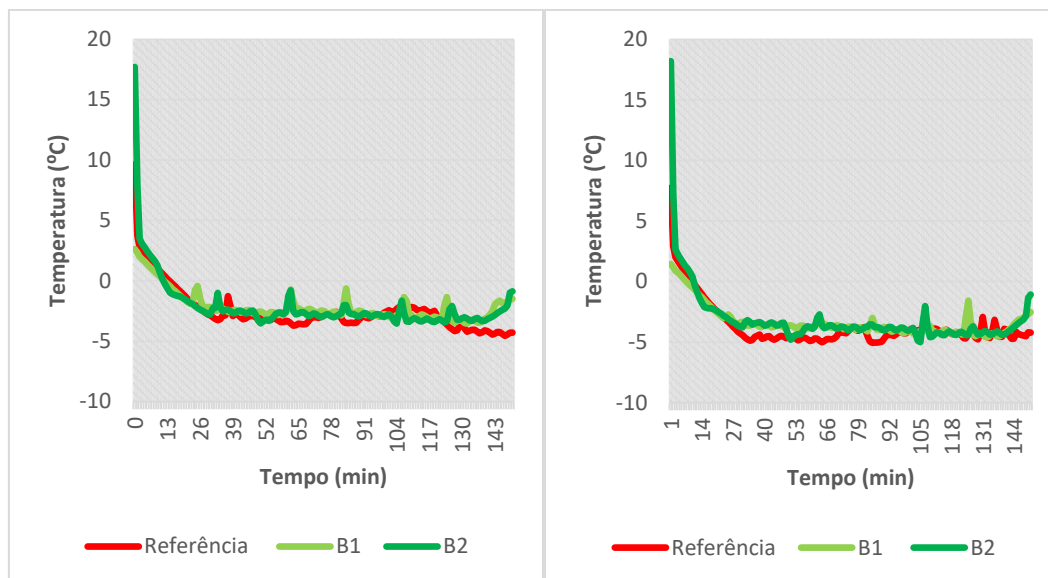 20
15
10
5
0
-5
-10
Temperatura (ºC)
0 13 26 39 52 65 78 91 104 117 130 143
Tempo (min)
Referência B1 B2
20
15
10
5
0
-5
-10
Temperatura (ºC)
1 14 27 40 53 66 79 92 105 118 131 144
Tempo (min)
Referência B1 B2